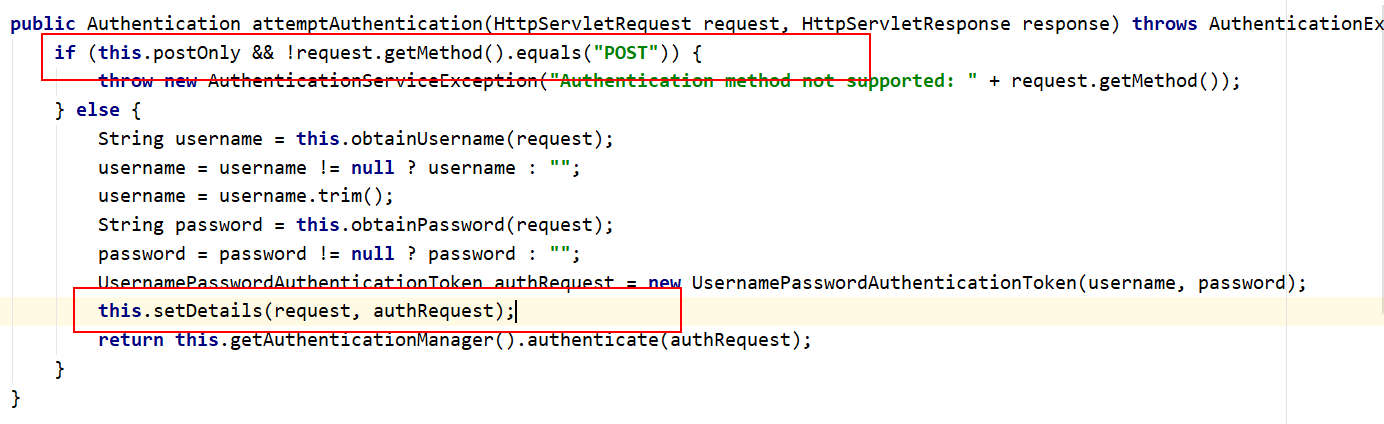 public Authentication attemptAuthentication(HttpServletRequest request, HttpServletResponse response) throws AuthenticationEx
if (this.postOnly && !request.getMethod().equals("POST")) {
throw new AuthenticationServiceException("Authentication method not supported: " + request.getMethod());
} else {
String username = this.obtainUsername(request);
username = username != null ? username : "";
username = username.trim();
String password = this.obtainPassword(request);
password = password != null ? password : "";
UsernamePasswordAuthenticationToken authRequest = new UsernamePasswordAuthenticationToken(username, password);
this.setDetails(request, authRequest);
return this.getAuthenticationManager().authenticate(authRequest);
}
}